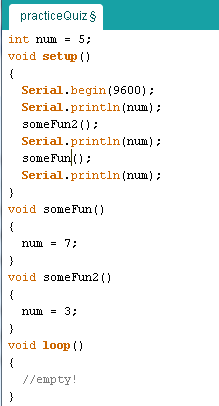 practiceQuiz §
int num = 5;
void setup()
{
  Serial.begin(9600);
  Serial.println(num);
  someFun2();
  Serial.println(num);
  someFun();
  Serial.println(num);
}
void someFun()
{
  num = 7;
}
void someFun2()
{
  num = 3;
}
void loop()
{
  //empty!
}